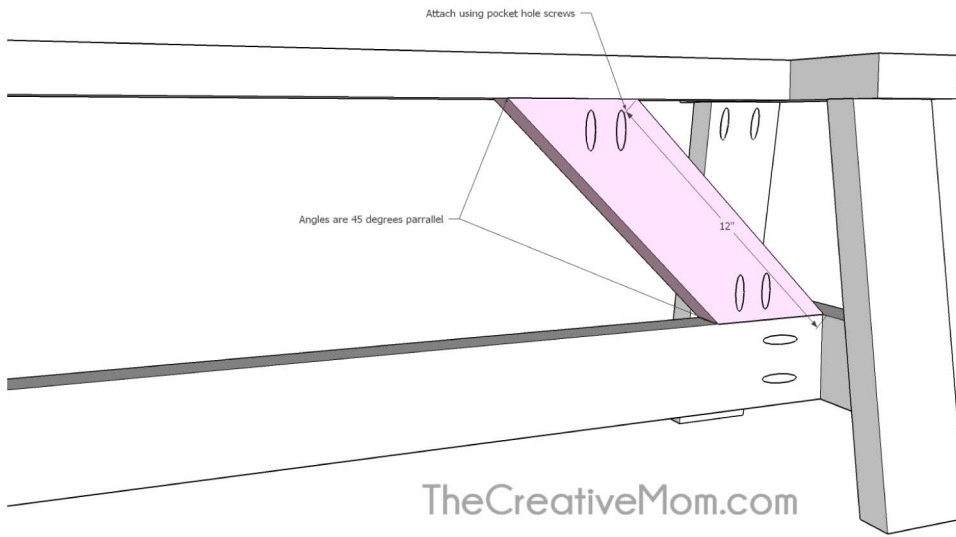 Attach using pocket hole screws
Angles are 45 degrees parrallel
12"
TheCreativeMom.com